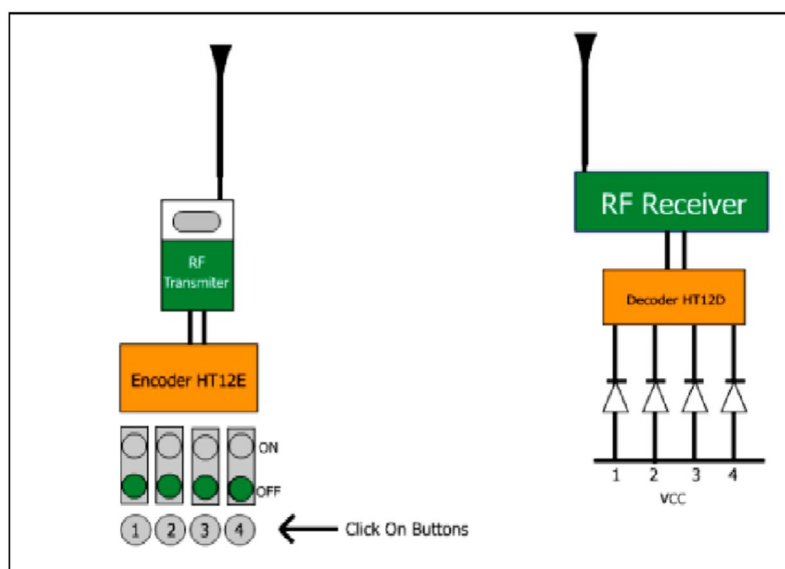 RF
Transmiter
Encoder HT12E
ON
OFF
1 2 3 4
Click On Buttons
RF Receiver
Decoder HT12D
1 2 3 4
VCC